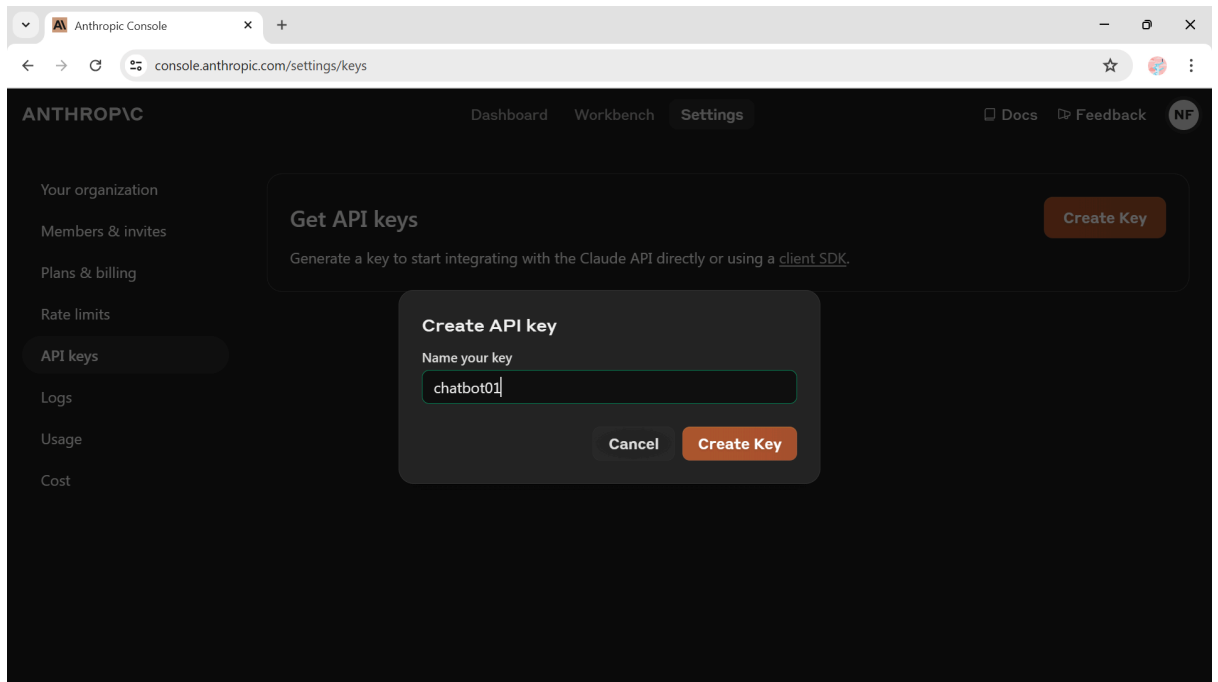 Anthropic Console
console.anthropic.com/settings/keys
ANTHROP\C
Dashboard Workbench Settings
Docs Feedback NF
Your organization
Members & invites
Plans & billing
Rate limits
API keys
Logs
Usage
Cost
Get API keys
Create Key
Generate a key to start integrating with the Claude API directly or using a client SDK.
Create API key
Name your key
chatbot01
Cancel Create Key